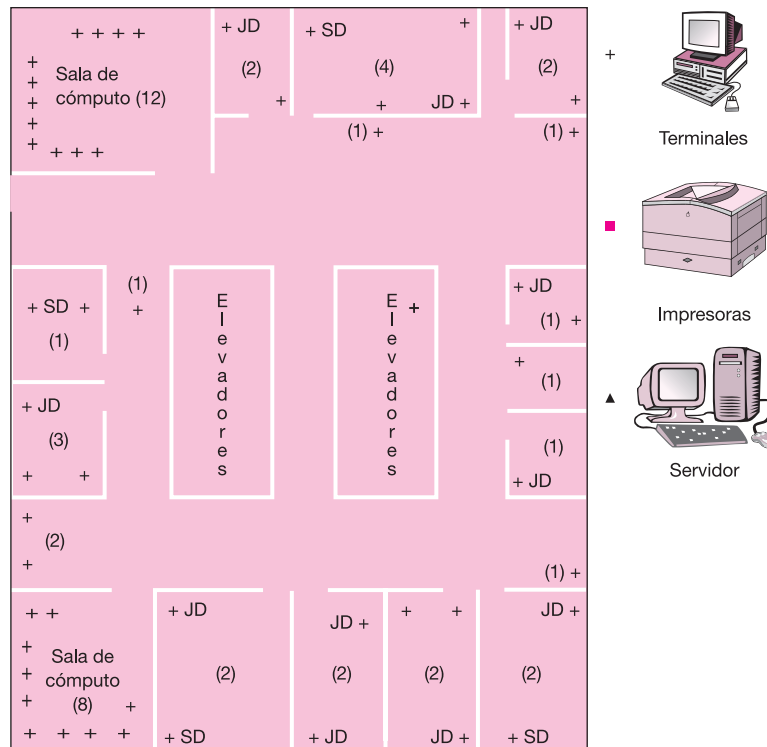 + + + +
+ JD
+ SD
+
+ JD
+
+
Sala de
cómputo (12)
+
+
+
+
(2)
(4)
(2)
+
+
JD +
+
+ + +
(1) +
(1) +
Terminales
Impresoras
+ SD +
(1)
(1)
+
Elevadores
Elevadores
+
+ JD
(1) +
+
(1)
+ JD
(3)
+ +
(1)
+ JD
Servidor
+
(2)
+
(1) +
+ +
+
+
+
Sala de
cómputo
(8)
+
+
+ + + +
+ JD
(2)
+ SD
JD +
(2)
+ JD
+ +
(2)
JD +
JD +
(2)
+ SD